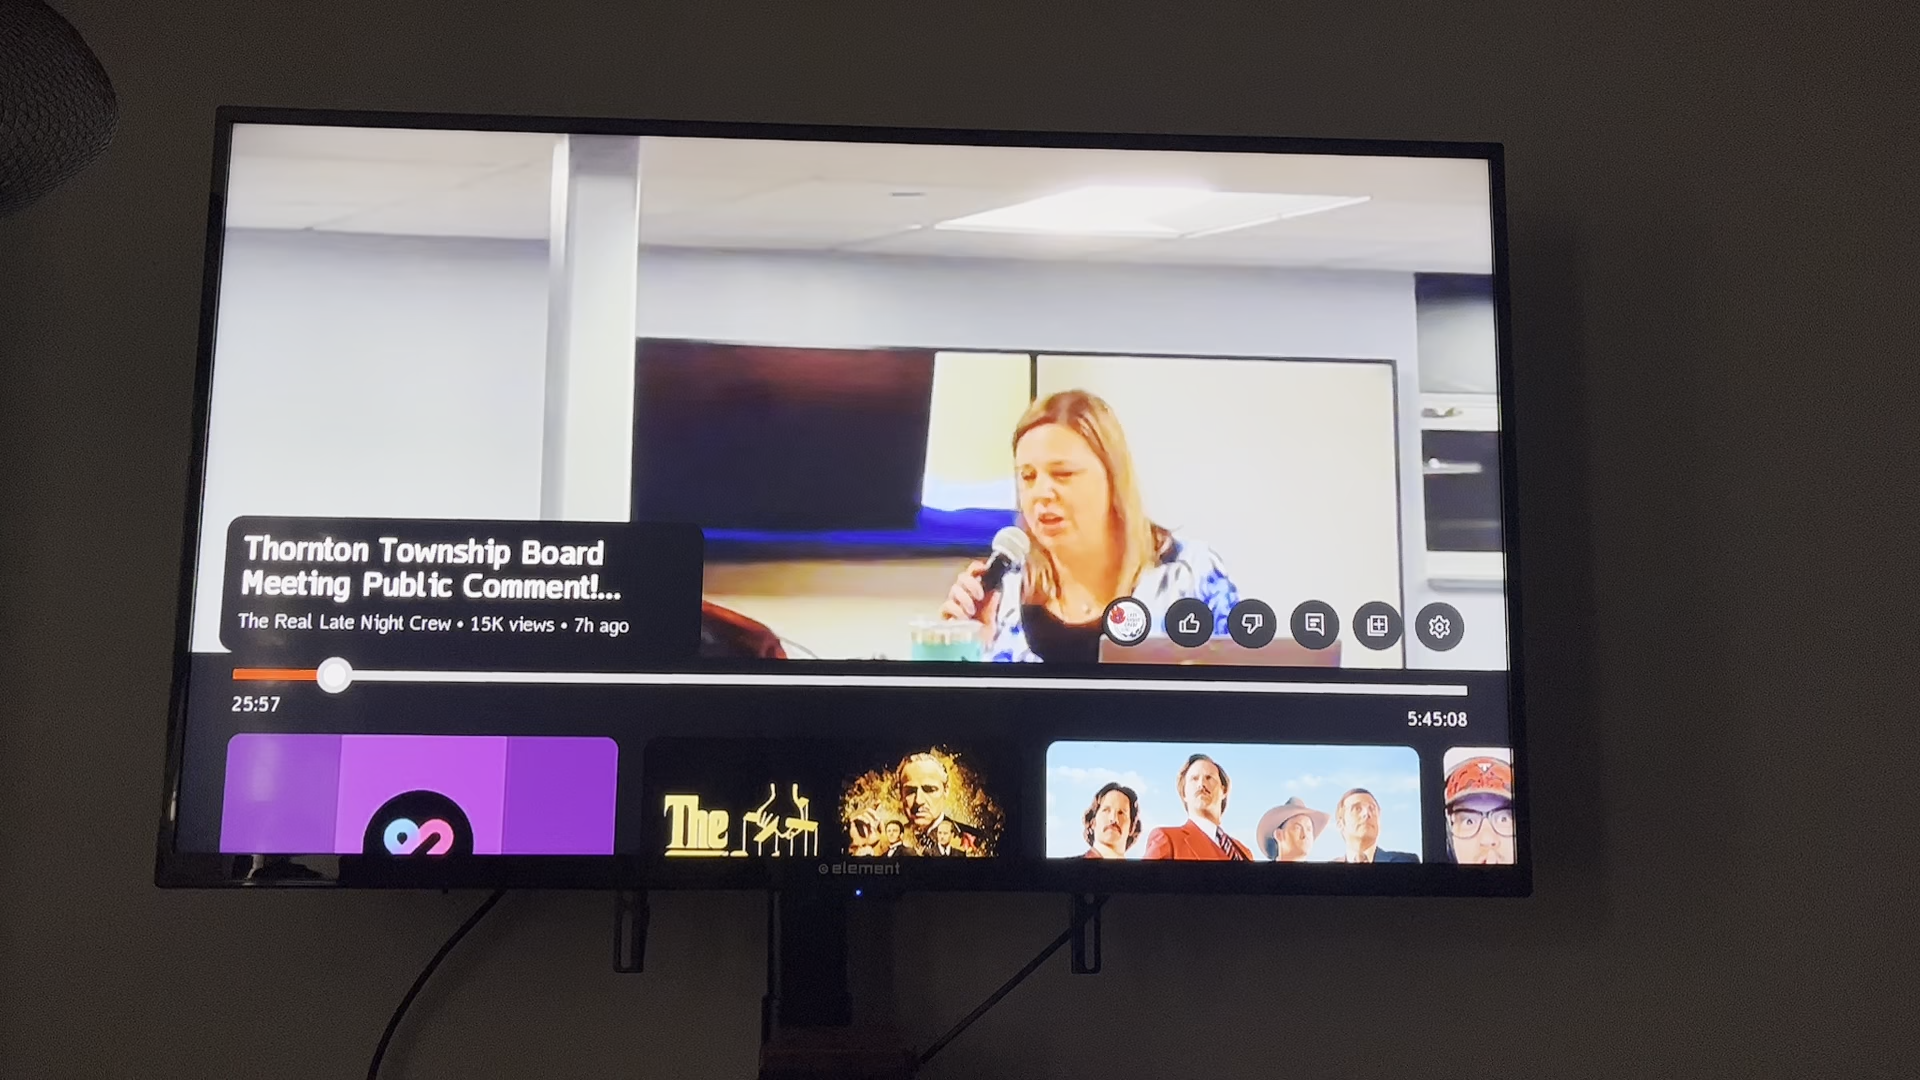 Thornton Township Board
Meeting Public Comment!...
The Real Late Night Crew • 15K views • 7h ago
25:57
5:45:08
The
element